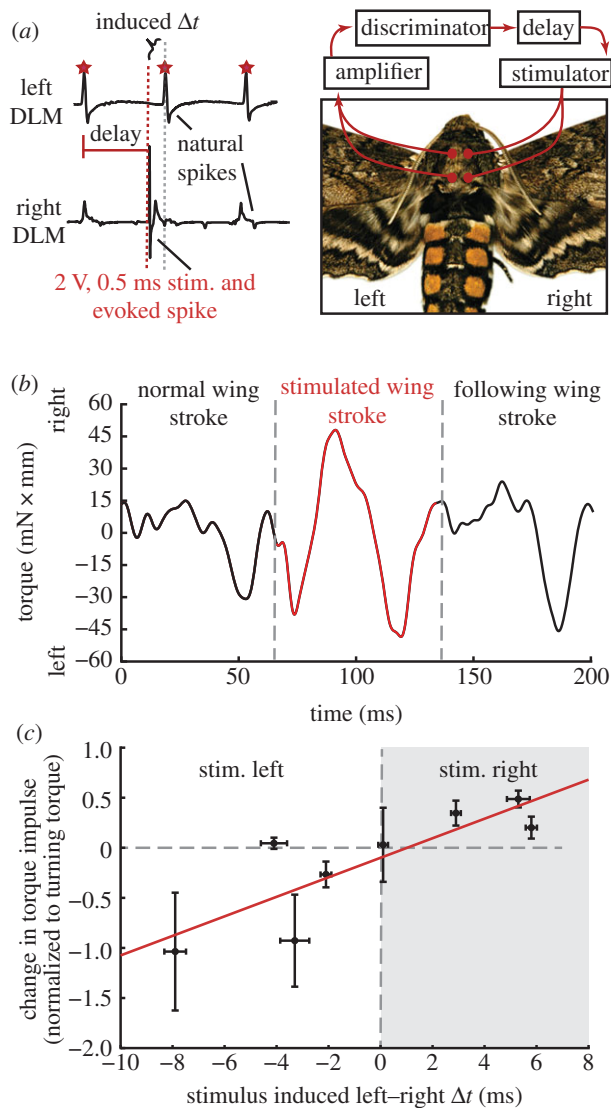 (a)
induced Δt
left
DLM
delay
natural
spikes
right
DLM
2 V, 0.5 ms stim. and
evoked spike
discriminator
delay
amplifier
stimulator
left
right
(b)
normal wing
stroke
stimulated wing
stroke
following wing
stroke
right
torque (mN × mm)
left
60
45
30
15
0
−15
−30
−45
−60
0
50
100
150
200
time (ms)
(c)
stim. left
stim. right
change in torque impulse
(normalized to turning torque)
1.0
0.5
0
−0.5
−1.0
−1.5
−2.0
−10
−8
−6
−4
−2
0
2
4
6
8
stimulus induced left–right Δt (ms)